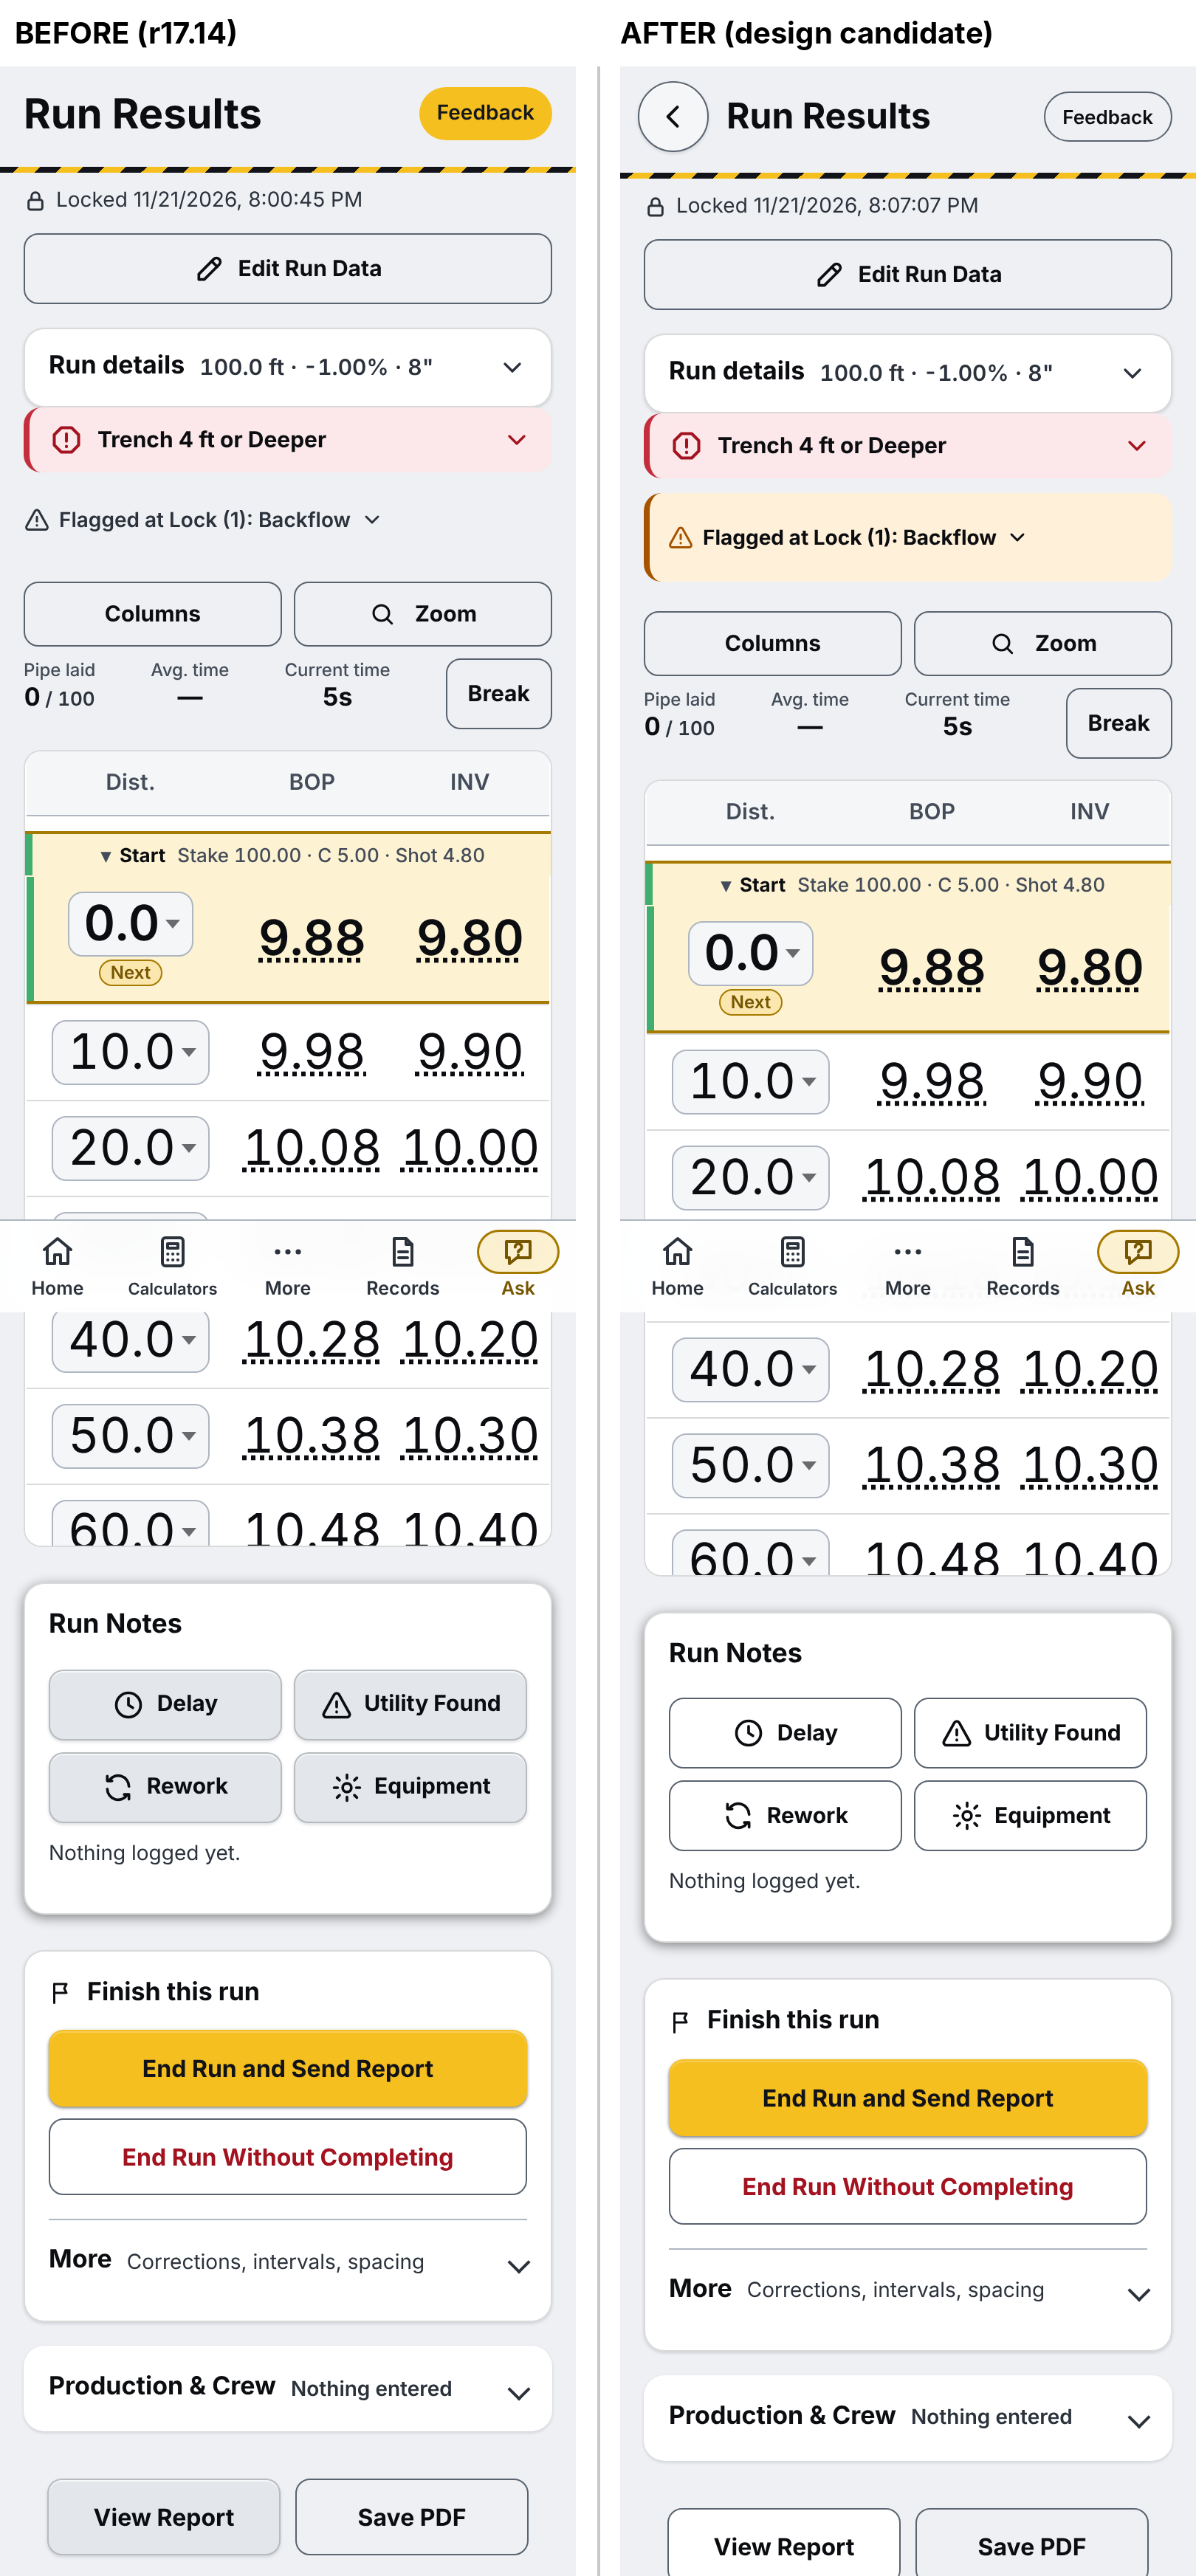 BEFORE (r17.14)
Run Results
Feedback
Locked 11/21/2026, 8:00:45 PM
Edit Run Data
Run details 100.0 ft · -1.00% · 8"
Trench 4 ft or Deeper
Flagged at Lock (1): Backflow
Columns
Zoom
Pipe laid Avg. time Current time
0 / 100 — 5s
Break
Dist. BOP INV
▼ Start Stake 100.00 · C 5.00 · Shot 4.80
0.0 9.88 9.80
Next
10.0 9.98 9.90
20.0 10.08 10.00
Home Calculators More Records Ask
40.0 10.28 10.20
50.0 10.38 10.30
60.0 10.48 10.40
Run Notes
Delay
Utility Found
Rework
Equipment
Nothing logged yet.
Finish this run
End Run and Send Report
End Run Without Completing
More Corrections, intervals, spacing
Production & Crew Nothing entered
View Report
Save PDF
AFTER (design candidate)
Run Results
Feedback
Locked 11/21/2026, 8:07:07 PM
Edit Run Data
Run details 100.0 ft · -1.00% · 8"
Trench 4 ft or Deeper
Flagged at Lock (1): Backflow
Columns
Zoom
Pipe laid Avg. time Current time
0 / 100 — 5s
Break
Dist. BOP INV
▼ Start Stake 100.00 · C 5.00 · Shot 4.80
0.0 9.88 9.80
Next
10.0 9.98 9.90
20.0 10.08 10.00
Home Calculators More Records Ask
40.0 10.28 10.20
50.0 10.38 10.30
60.0 10.48 10.40
Run Notes
Delay
Utility Found
Rework
Equipment
Nothing logged yet.
Finish this run
End Run and Send Report
End Run Without Completing
More Corrections, intervals, spacing
Production & Crew Nothing entered
View Report
Save PDF